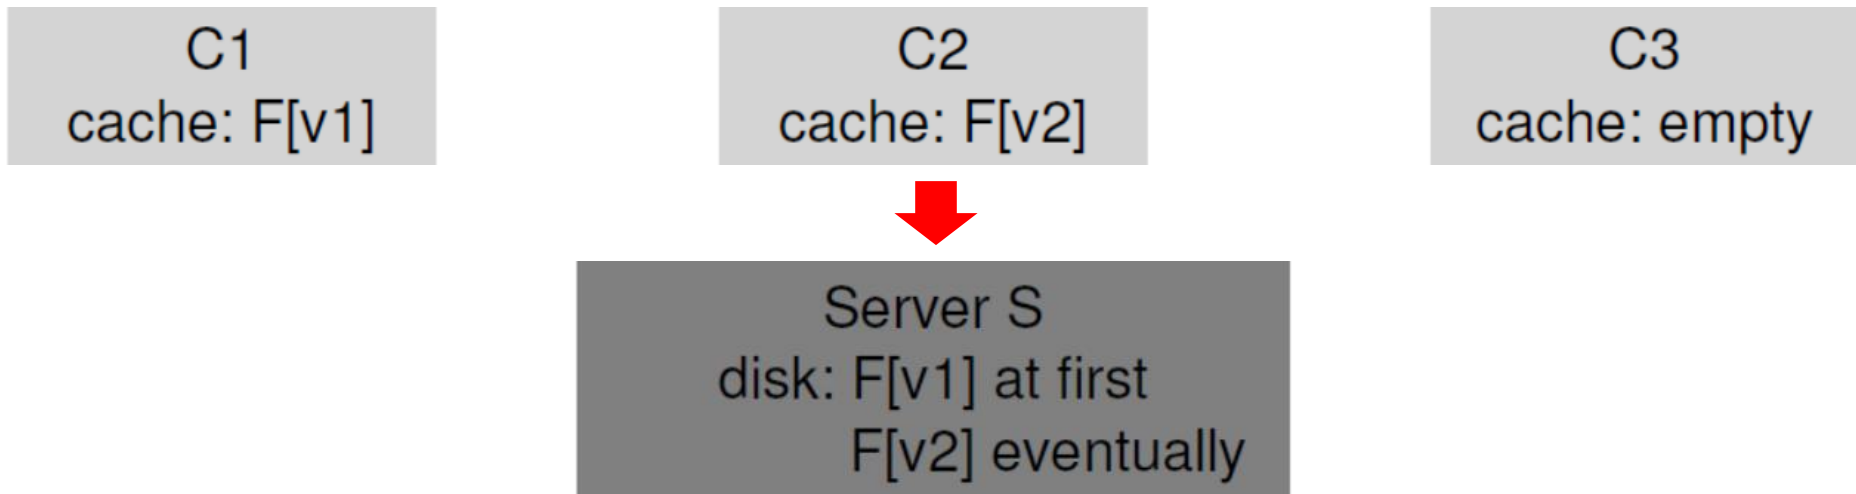 C1
cache: F[v1]
C2
cache: F[v2]
C3
cache: empty
Server S
disk: F[v1] at first
F[v2] eventually